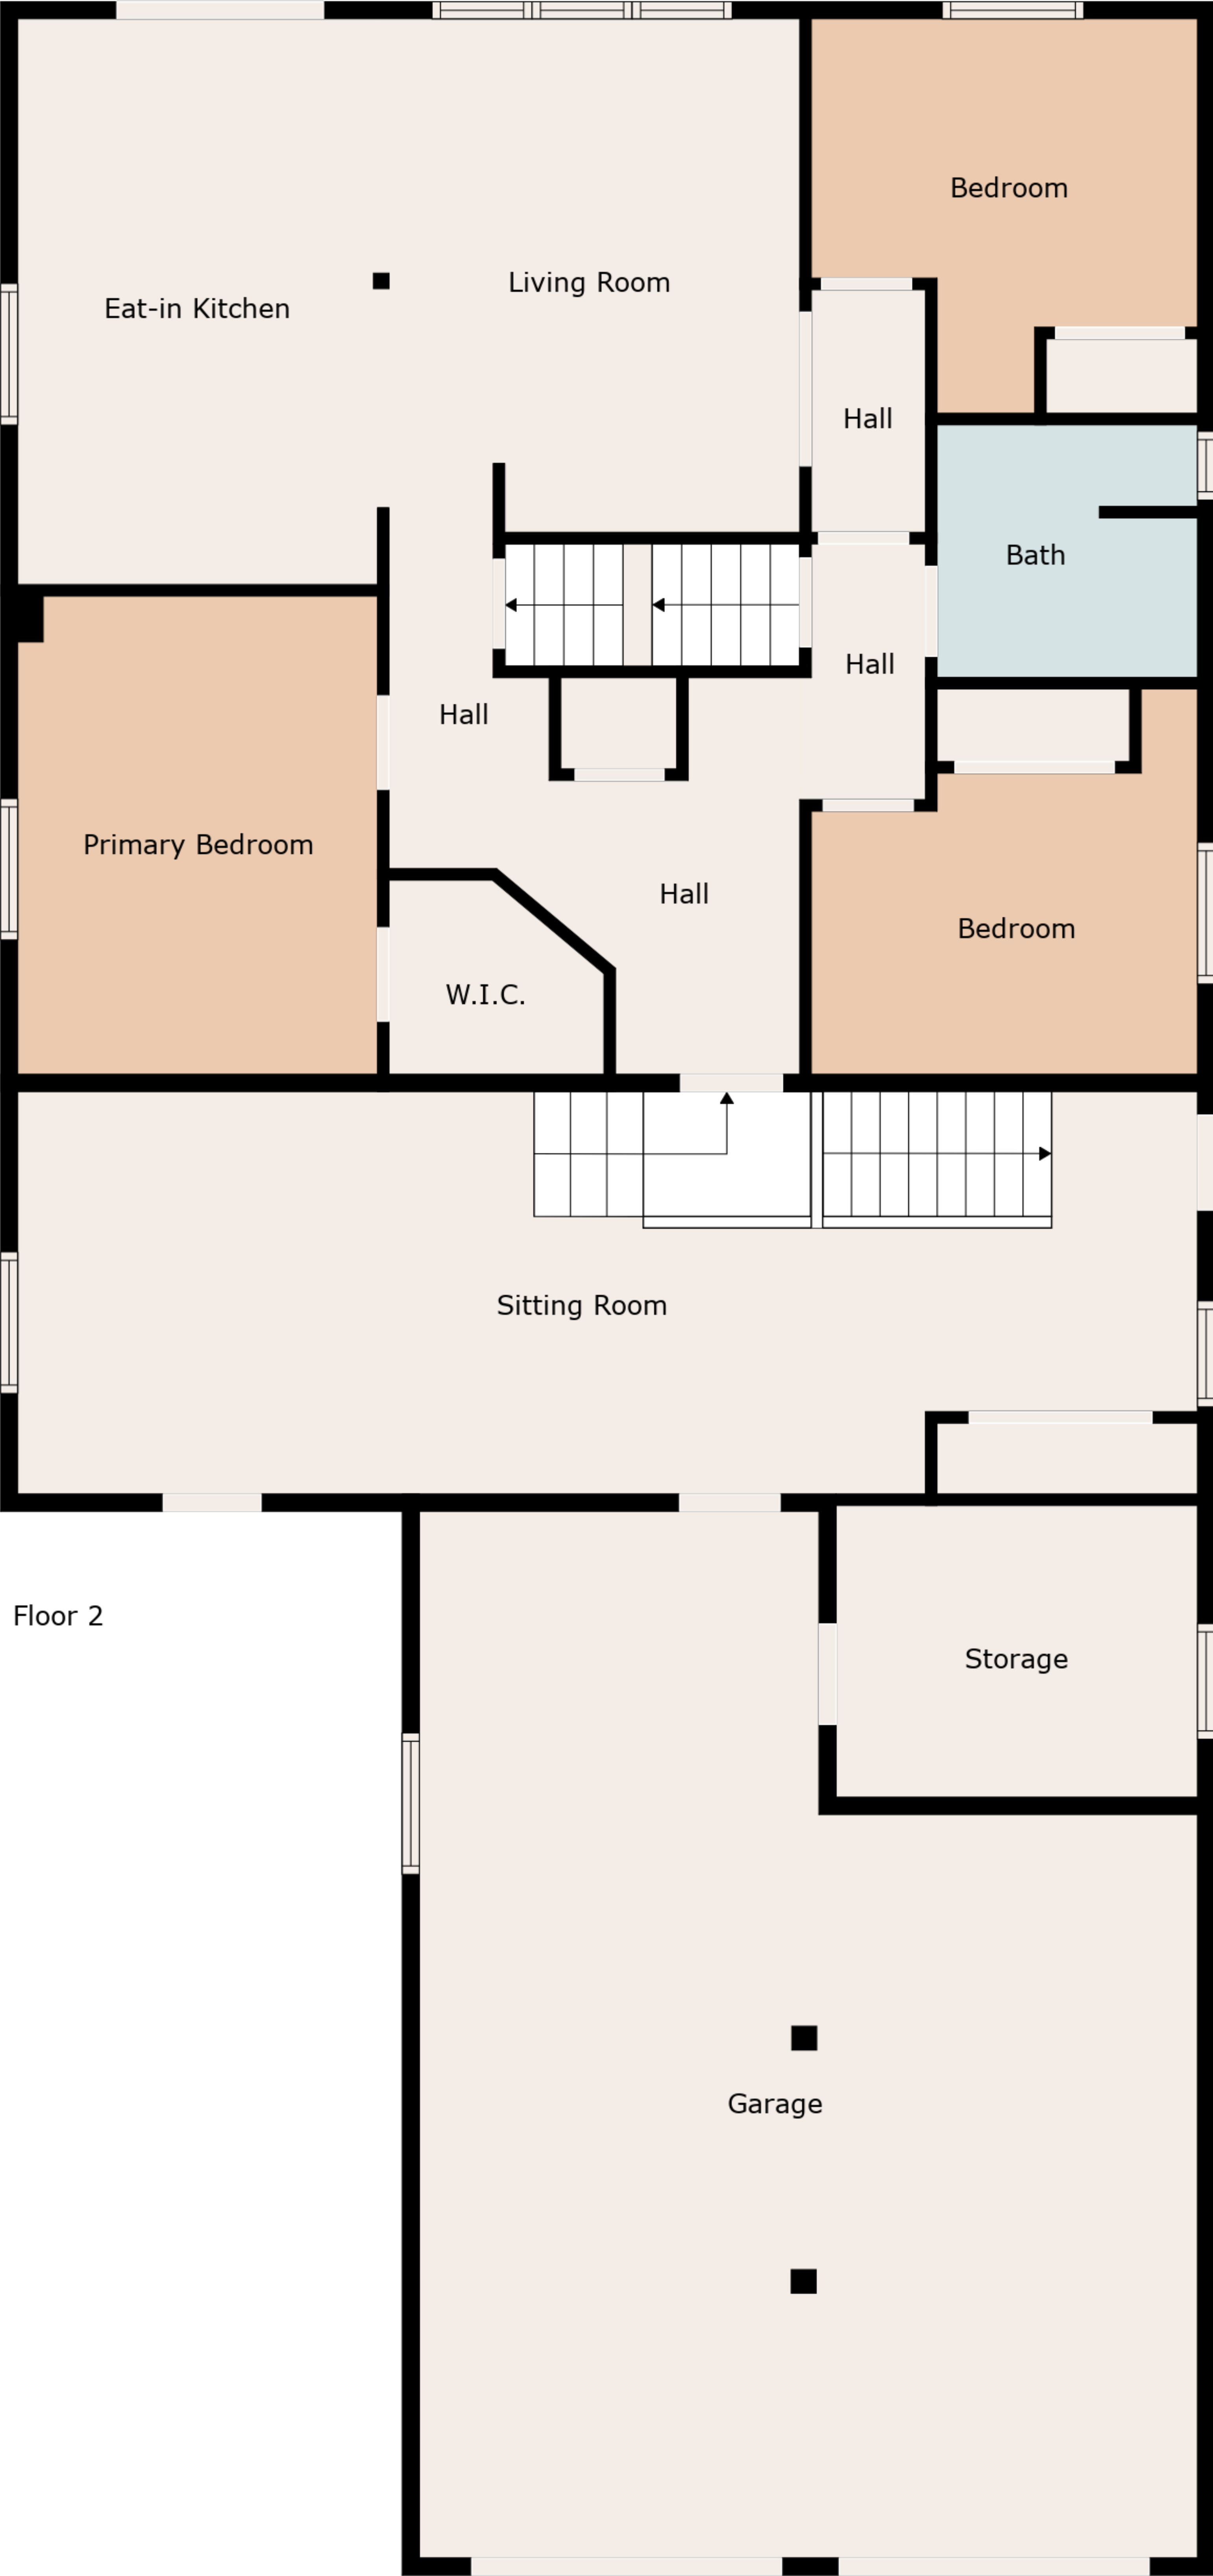 Bedroom
Living Room
Eat-in Kitchen
Hall
Bath
Hall
Hall
Primary Bedroom
Hall
Bedroom
W.I.C.
Sitting Room
Floor 2
Storage
Garage